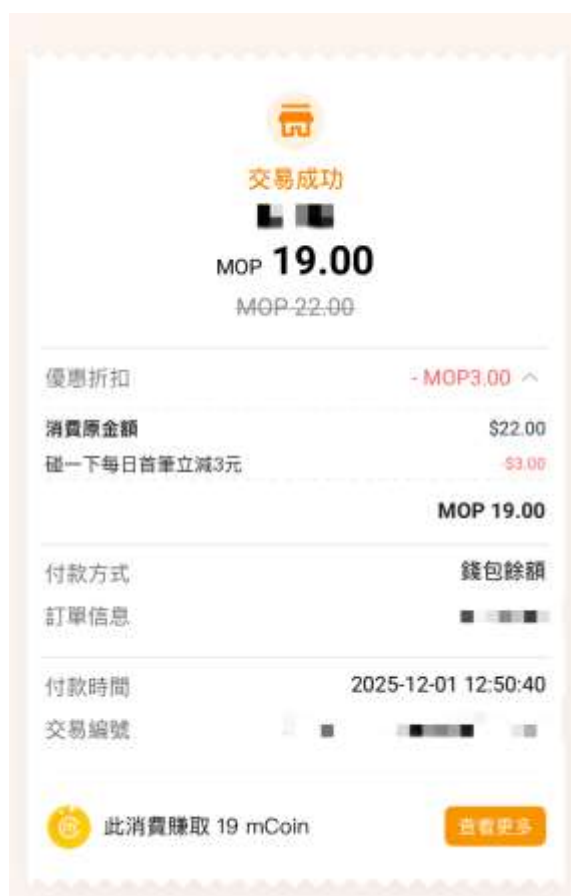 交易成功
MOP 19.00
MOP 22.00
優惠折扣 - MOP3.00
消費原金額 $22.00
碰一下每日首筆立減3元 -$3.00
MOP 19.00
付款方式 錢包餘額
訂單信息
付款時間 2025-12-01 12:50:40
交易編號
此消費賺取 19 mCoin 查看更多